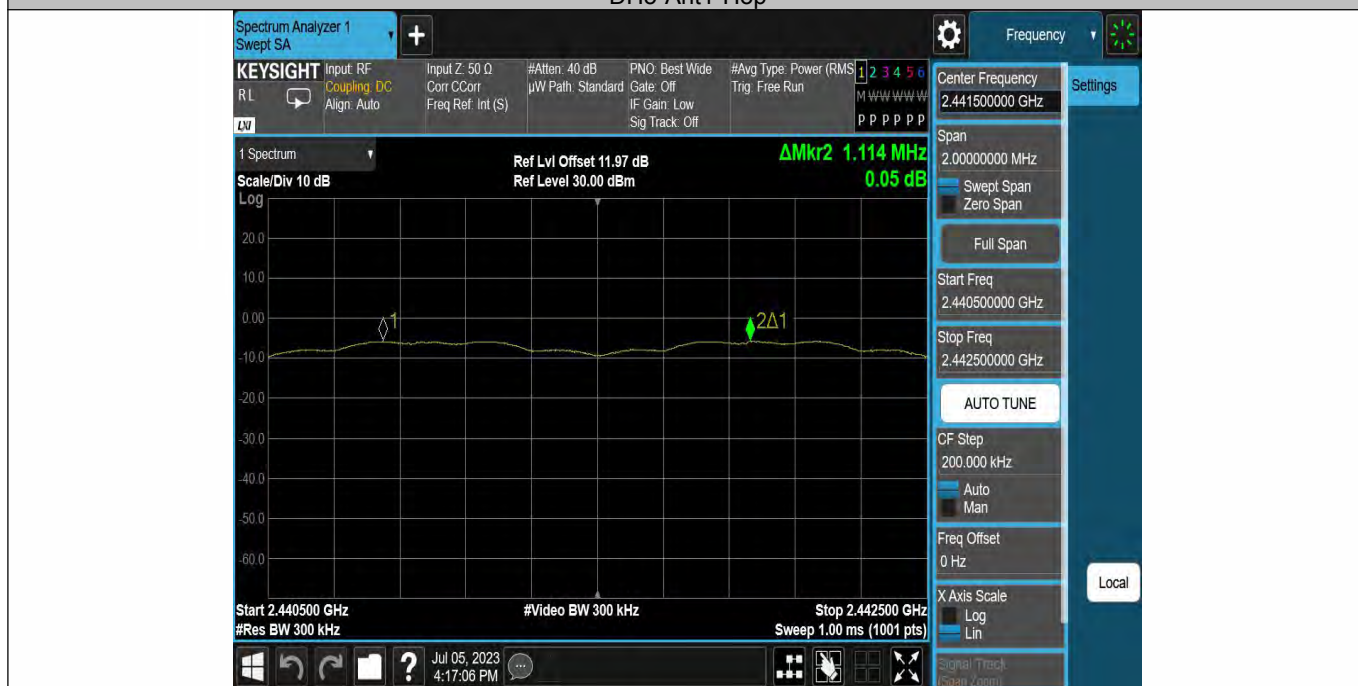 Spectrum Analyzer 1
Swept SA
+
Frequency
KEYSIGHT
RL
LXI
Input: RF
Coupling: DC
Align: Auto
Input Z: 50 Ω
Corr CCorr
Freq Ref: Int (S)
#Atten: 40 dB
µW Path: Standard
PNO: Best Wide
Gate: Off
IF Gain: Low
Sig Track: Off
#Avg Type: Power (RMS
Trig: Free Run
1 2 3 4 5 6
M W W W W W
P P P P P P
1 Spectrum
Scale/Div 10 dB
Log
Ref Lvl Offset 11.97 dB
Ref Level 30.00 dBm
ΔMkr2 1.114 MHz
0.05 dB
20.0
10.0
0.00
-10.0
-20.0
-30.0
-40.0
-50.0
-60.0
1
2Δ1
Start 2.440500 GHz
#Res BW 300 kHz
#Video BW 300 kHz
Stop 2.442500 GHz
Sweep 1.00 ms (1001 pts)
Jul 05, 2023
4:17:06 PM
?
Center Frequency
2.441500000 GHz
Settings
Span
2.00000000 MHz
Swept Span
Zero Span
Full Span
Start Freq
2.440500000 GHz
Stop Freq
2.442500000 GHz
AUTO TUNE
CF Step
200.000 kHz
Auto
Man
Freq Offset
0 Hz
X Axis Scale
Log
Lin
Local
Signal Track
(Span Zoom)